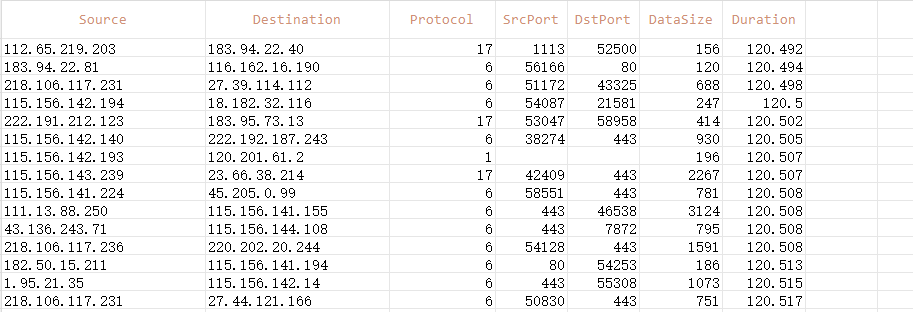 Source Destination Protocol SrcPort DstPort DataSize Duration
112.65.219.203 183.94.22.40 17 1113 52500 156 120.492
183.94.22.81 116.162.16.190 6 56166 80 120 120.494
218.106.117.231 27.39.114.112 6 51172 43325 688 120.498
115.156.142.194 18.182.32.116 6 54087 21581 247 120.5
222.191.212.123 183.95.73.13 17 53047 58958 414 120.502
115.156.142.140 222.192.187.243 6 38274 443 930 120.505
115.156.142.193 120.201.61.2 1 196 120.507
115.156.143.239 23.66.38.214 17 42409 443 2267 120.507
115.156.141.224 45.205.0.99 6 58551 443 781 120.508
111.13.88.250 115.156.141.155 6 443 46538 3124 120.508
43.136.243.71 115.156.144.108 6 443 7872 795 120.508
218.106.117.236 220.202.20.244 6 54128 443 1591 120.508
182.50.15.211 115.156.141.194 6 80 54253 186 120.513
1.95.21.35 115.156.142.14 6 443 55308 1073 120.515
218.106.117.231 27.44.121.166 6 50830 443 751 120.517